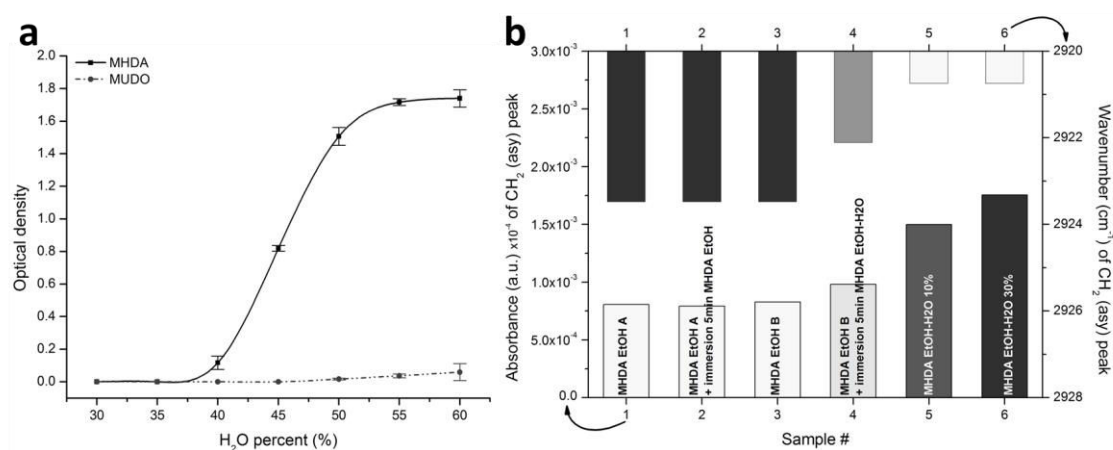 a
MHDA
MUDO
Optical density
2.0
1.8
1.6
1.4
1.2
1.0
0.8
0.6
0.4
0.2
0.0
30 35 40 45 50 55 60
H₂O percent (%)
b
1 2 3 4 5 6
Absorbance (a.u.) x10⁻⁴ of CH₂ (asy) peak
3.0x10⁻³
2.5x10⁻³
2.0x10⁻³
1.5x10⁻³
1.0x10⁻³
5.0x10⁻⁴
0.0
MHDA EtOH A
MHDA EtOH A
+ immersion 5min MHDA EtOH
MHDA EtOH B
MHDA EtOH B
+ immersion 5min MHDA EtOH-H2O
MHDA EtOH-H2O 10%
MHDA EtOH-H2O 30%
2920
2922
2924
2926
2928
Wavenumber (cm⁻¹) of CH₂ (asy) peak
1 2 3 4 5 6
Sample #